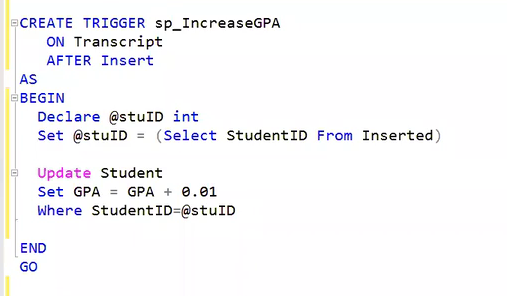 CREATE TRIGGER sp_IncreaseGPA
ON Transcript
AFTER Insert
AS
BEGIN
Declare @stuID int
Set @stuID = (Select StudentID From Inserted)
Update Student
Set GPA = GPA + 0.01
Where StudentID=@stuID
END
GO